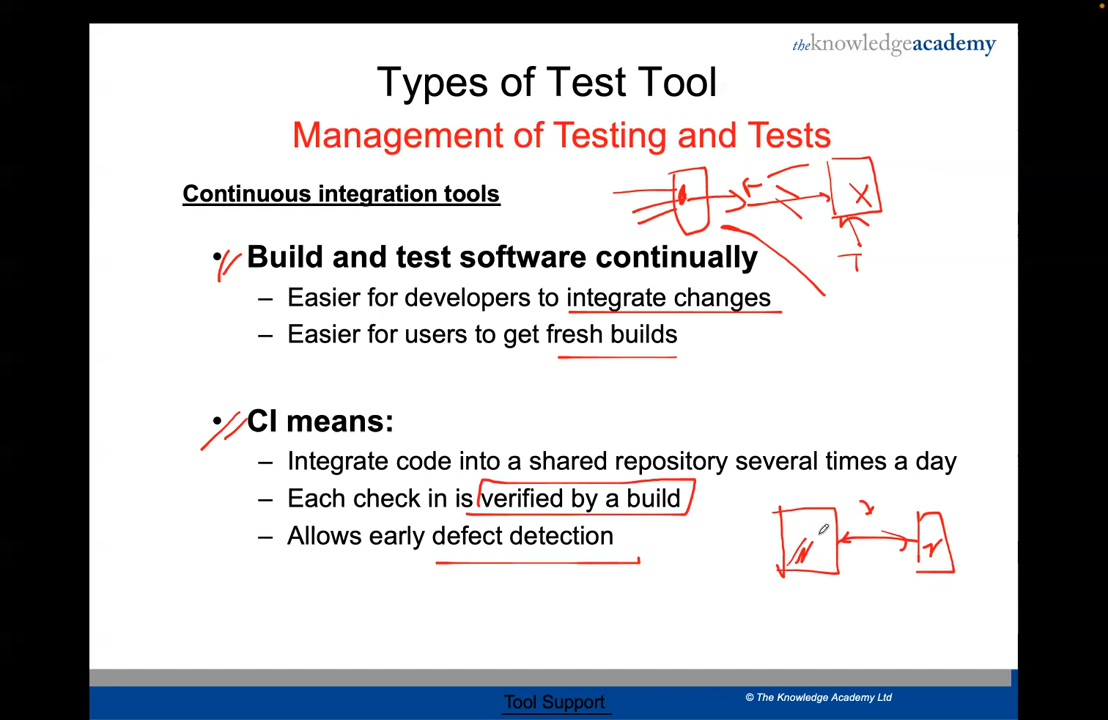 theknowledgeacademy
Types of Test Tool
Management of Testing and Tests
Continuous integration tools
X
T
• Build and test software continually
– Easier for developers to integrate changes
– Easier for users to get fresh builds
• CI means:
– Integrate code into a shared repository several times a day
– Each check in is verified by a build
– Allows early defect detection
Tool Support
© The Knowledge Academy Ltd